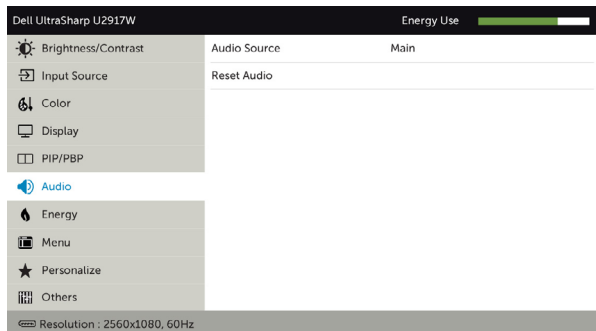 Dell UltraSharp U2917W Energy Use
Brightness/Contrast Audio Source Main
Input Source Reset Audio
Color
Display
PIP/PBP
Audio
Energy
Menu
Personalize
Others
Resolution : 2560x1080, 60Hz